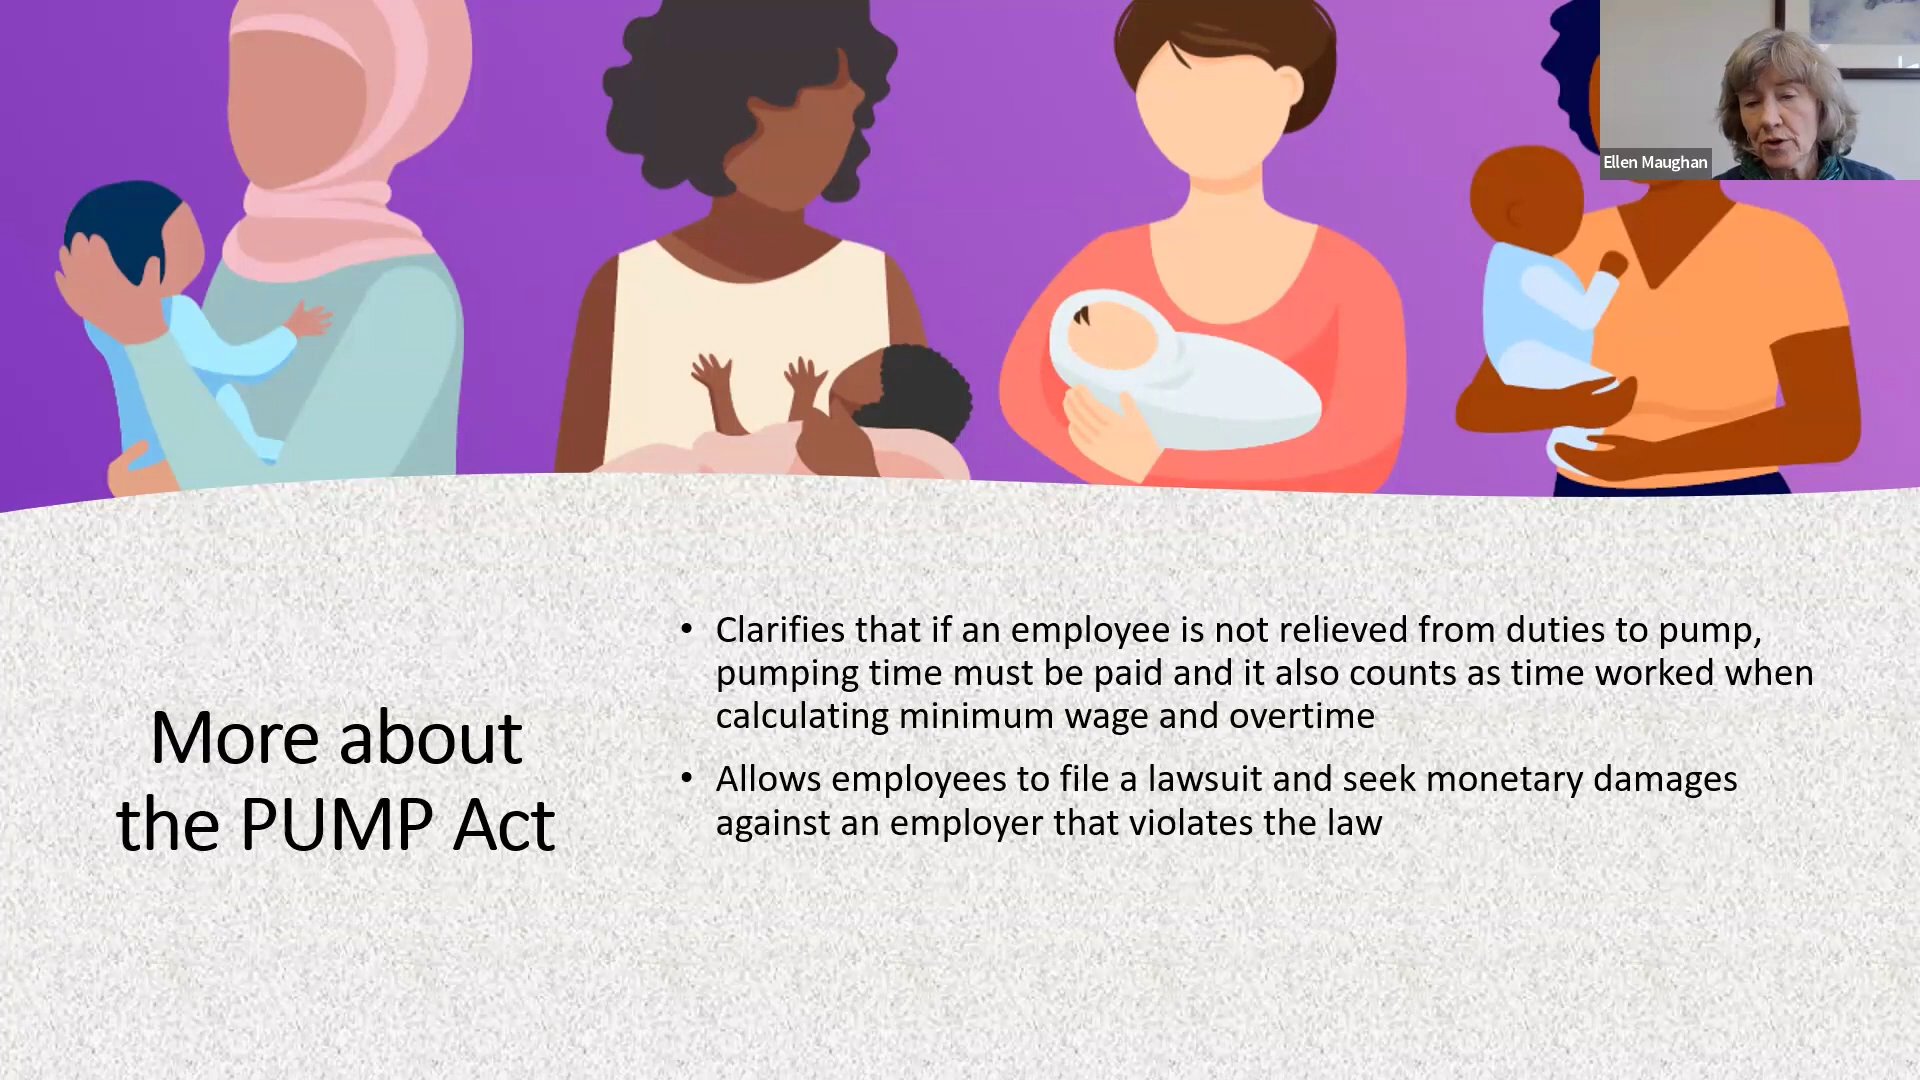 Ellen Maughan
More about
the PUMP Act
• Clarifies that if an employee is not relieved from duties to pump,
pumping time must be paid and it also counts as time worked when
calculating minimum wage and overtime
• Allows employees to file a lawsuit and seek monetary damages
against an employer that violates the law